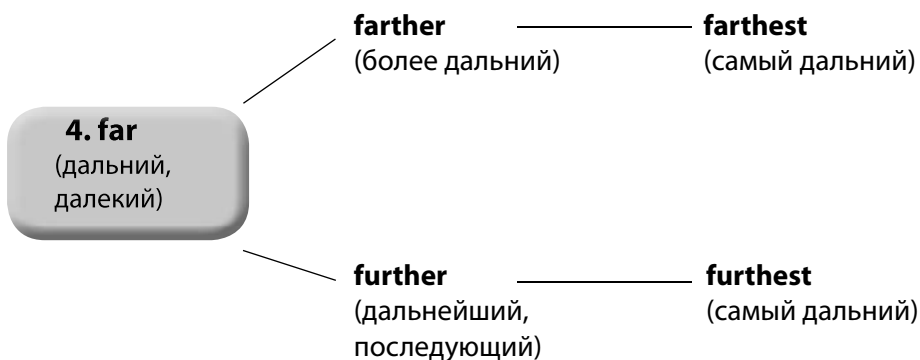 farther farthest
(более дальний) (самый дальний)
4. far
(дальний,
далекий)
further furthest
(дальнейший, (самый дальний)
последующий)